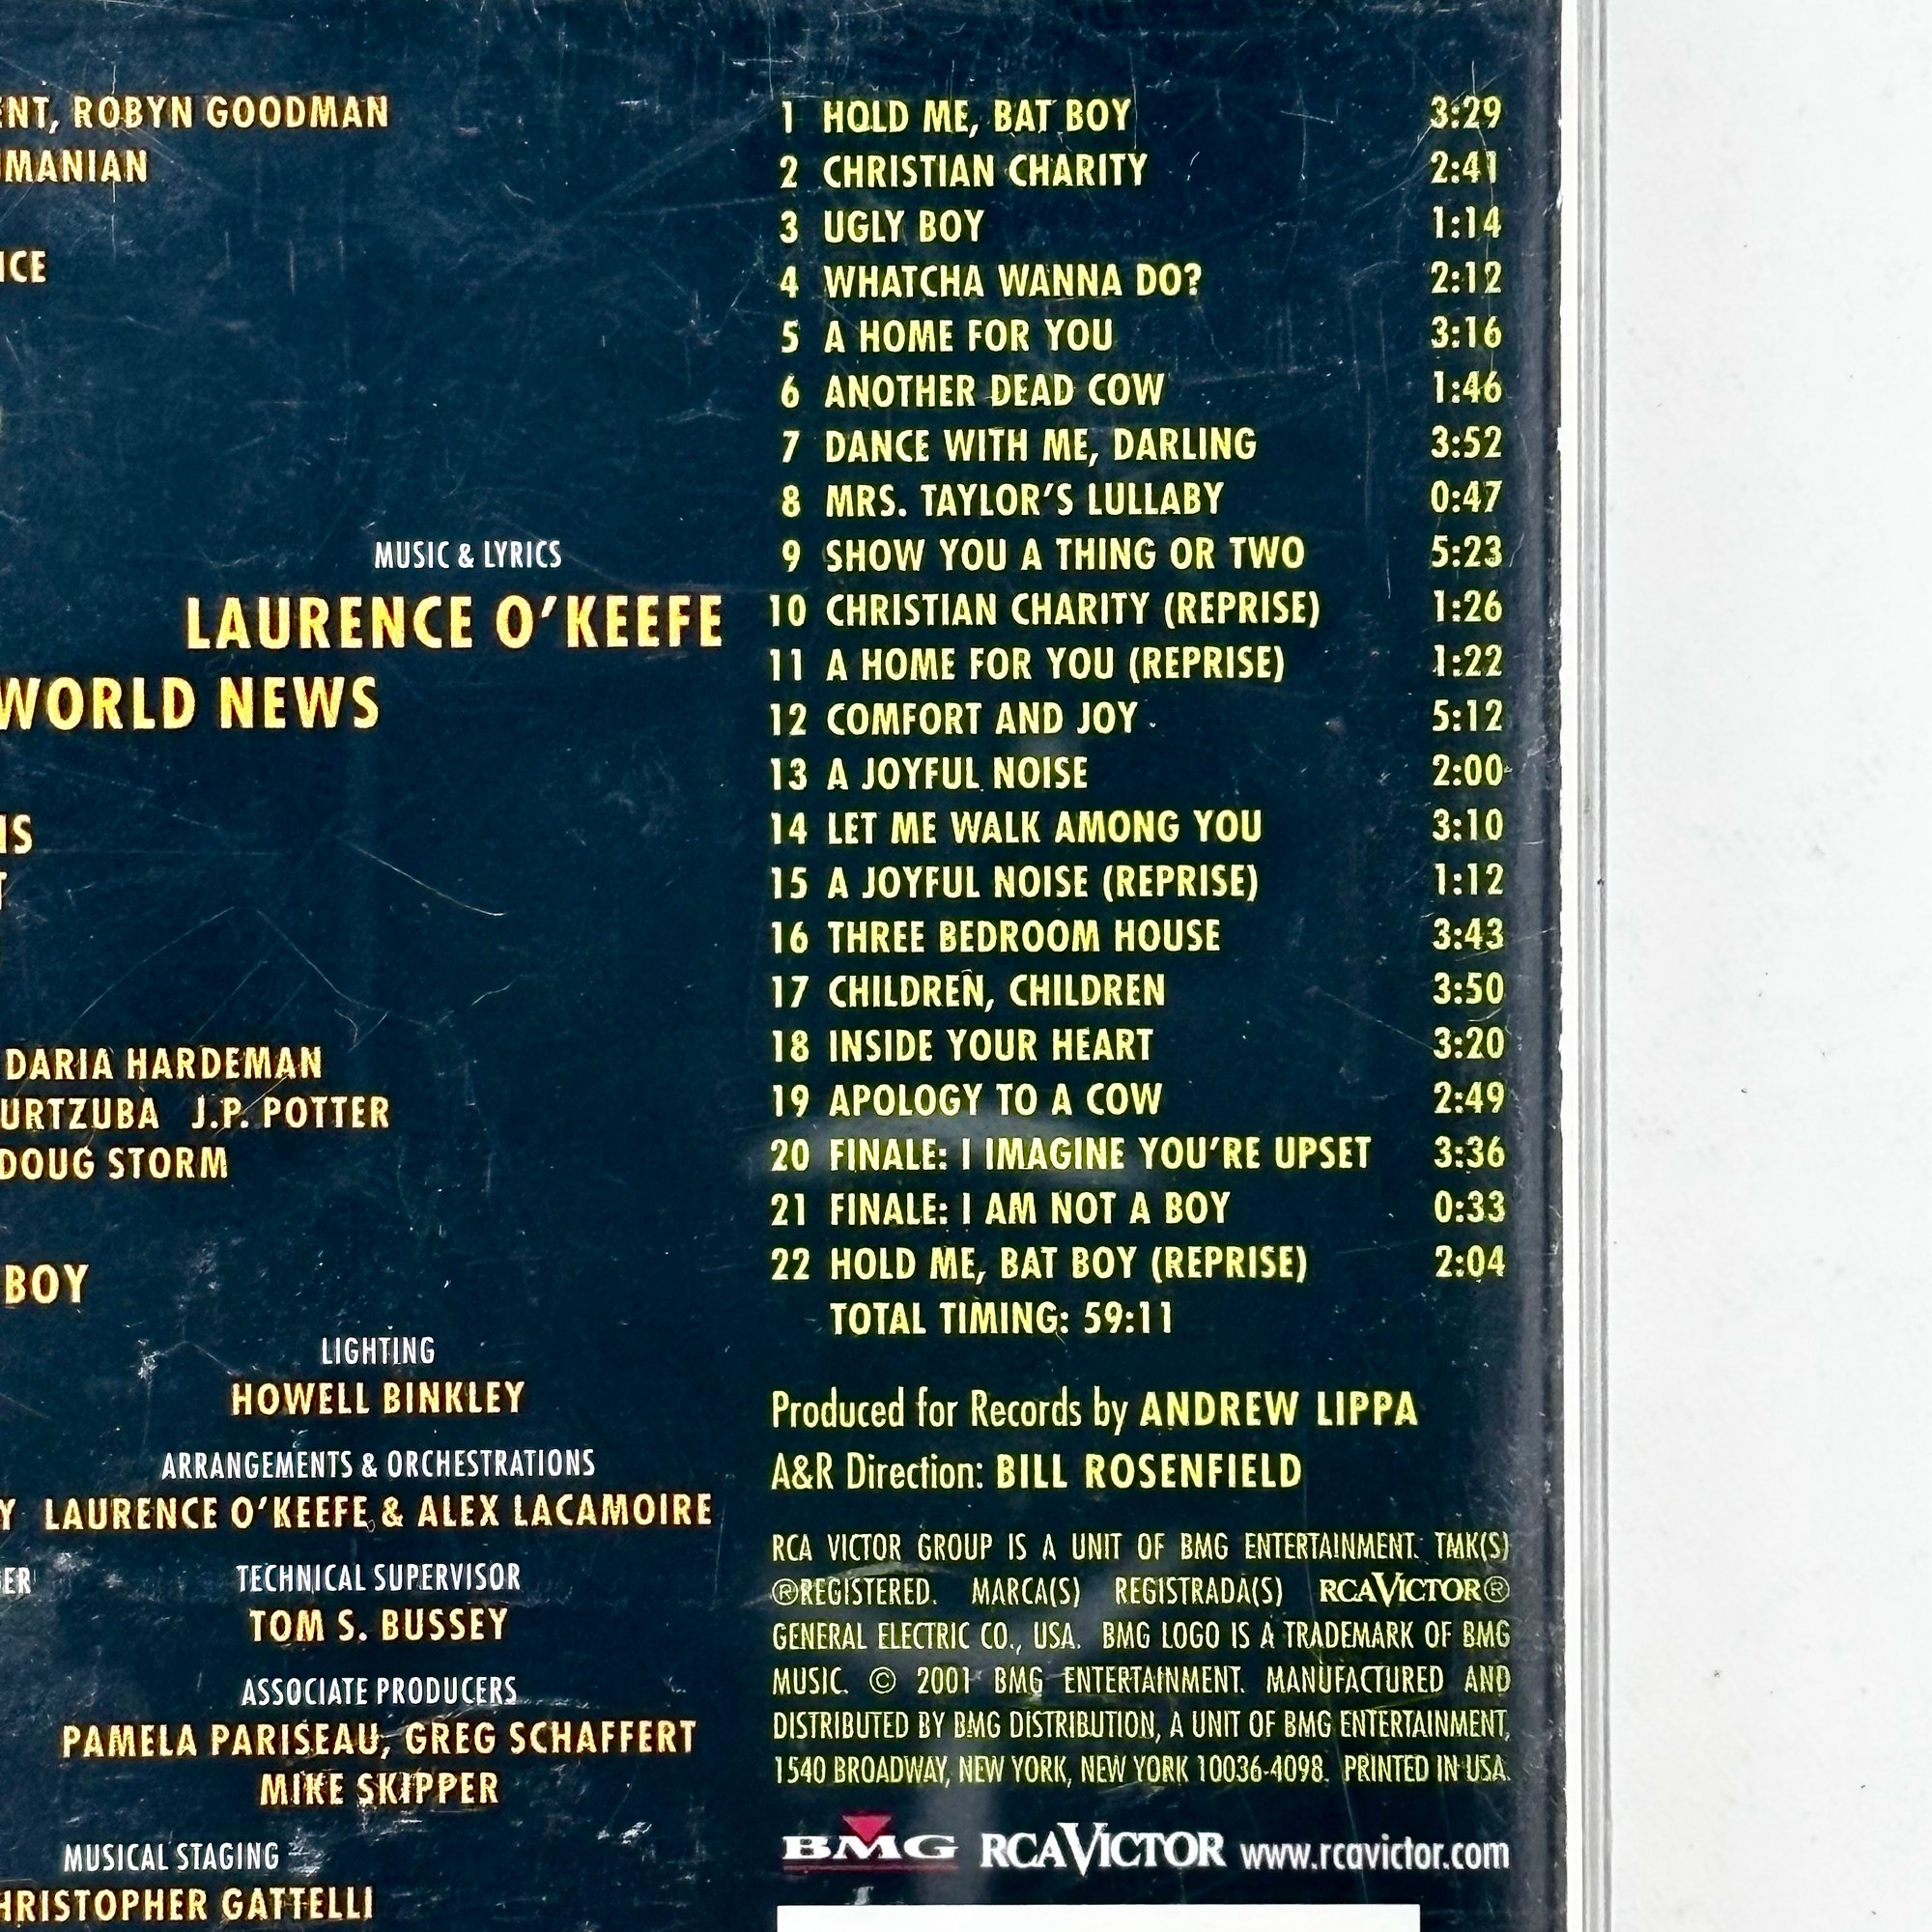 ROBYN GOODMAN
MUSIC & LYRICS
LAURENCE O'KEEFE
WORLD NEWS
DARIA HARDEMAN
J.P. POTTER
DOUG STORM
BOY
LIGHTING
HOWELL BINKLEY
ARRANGEMENTS & ORCHESTRATIONS
LAURENCE O'KEEFE & ALEX LACAMOIRE
TECHNICAL SUPERVISOR
TOM S. BUSSEY
ASSOCIATE PRODUCERS
PAMELA PARISEAU, GREG SCHAFFERT
MIKE SKIPPER
MUSICAL STAGING
GATTELLI
1 HOLD ME, BAT BOY 3:29
2 CHRISTIAN CHARITY 2:41
3 UGLY BOY 1:14
4 WHATCHA WANNA DO? 2:12
5 A HOME FOR YOU 3:16
6 ANOTHER DEAD COW 1:46
7 DANCE WITH ME, DARLING 3:52
8 MRS. TAYLOR'S LULLABY 0:47
9 SHOW YOU A THING OR TWO 5:23
10 CHRISTIAN CHARITY (REPRISE) 1:26
11 A HOME FOR YOU (REPRISE) 1:22
12 COMFORT AND JOY 5:12
13 A JOYFUL NOISE 2:00
14 LET ME WALK AMONG YOU 3:10
15 A JOYFUL NOISE (REPRISE) 1:12
16 THREE BEDROOM HOUSE 3:43
17 CHILDREN, CHILDREN 3:50
18 INSIDE YOUR HEART 3:20
19 APOLOGY TO A COW 2:49
20 FINALE: I IMAGINE YOU'RE UPSET 3:36
21 FINALE: I AM NOT A BOY 0:33
22 HOLD ME, BAT BOY (REPRISE) 2:04
TOTAL TIMING: 59:11
Produced for Records by ANDREW LIPPA
A&R Direction: BILL ROSENFIELD
RCA VICTOR GROUP IS A UNIT OF BMG ENTERTAINMENT. TMK(S)
®REGISTERED. MARCA(S) REGISTRADA(S) RCAVICTOR®
GENERAL ELECTRIC CO., USA. BMG LOGO IS A TRADEMARK OF BMG
MUSIC. © 2001 BMG ENTERTAINMENT. MANUFACTURED AND
DISTRIBUTED BY BMG DISTRIBUTION, A UNIT OF BMG ENTERTAINMENT,
1540 BROADWAY, NEW YORK, NEW YORK 10036-4098. PRINTED IN USA.
BMG RCAVICTOR www.rcavictor.com